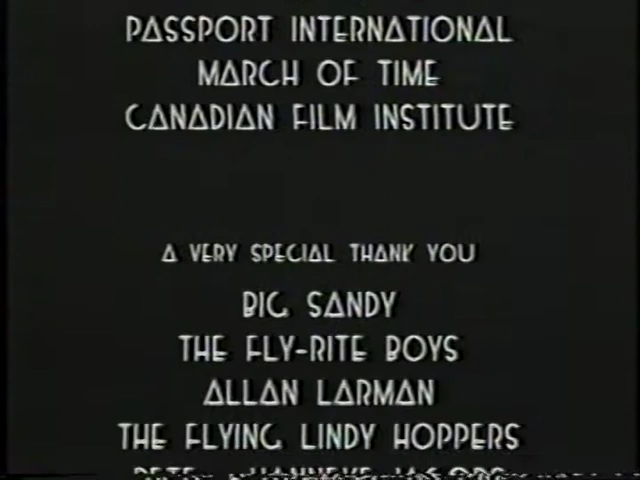 PASSPORT INTERNATIONAL
MARCH OF TIME
CANADIAN FILM INSTITUTE
A VERY SPECIAL THANK YOU
BIG SANDY
THE FLY-RITE BOYS
ALLAN LARMAN
THE FLYING LINDY HOPPERS